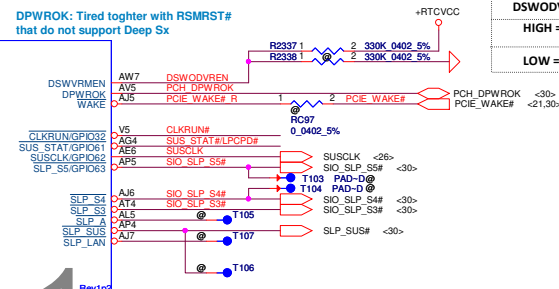 DPWROK: Tired toghter with RSMRST#
that do not support Deep Sx
+RTCVCC
DSWODV
HIGH =
LOW =
R2337 1 2 330K_0402_5%
R2338 1 @ 2 330K_0402_5%
DSWVRMEN AW7 DSWODVREN
DPWROK AV5 PCH_DPWROK PCH_DPWROK <30>
WAKE AJ5 PCIE_WAKE#_R 1 2 PCIE_WAKE# PCIE_WAKE# <21,30>
@
RC97
0_0402_5%
CLKRUN/GPIO32 V5 CLKRUN#
SUS_STAT/GPIO61 AG4 SUS_STAT#/LPCPD#
SUSCLK/GPIO62 AE6 SUSCLK SUSCLK <26>
SLP_S5/GPIO63 AP5 SIO_SLP_S5# SIO_SLP_S5# <30>
T103 PAD~D @
T104 PAD~D @
SLP_S4 AJ6 SIO_SLP_S4# SIO_SLP_S4# <30>
SLP_S3 AT4 SIO_SLP_S3# SIO_SLP_S3# <30>
SLP_A AL5 @ T105
SLP_SUS AP4 SLP_SUS# <30>
SLP_LAN AJ7 @ T107
@ T106
Rev1p2